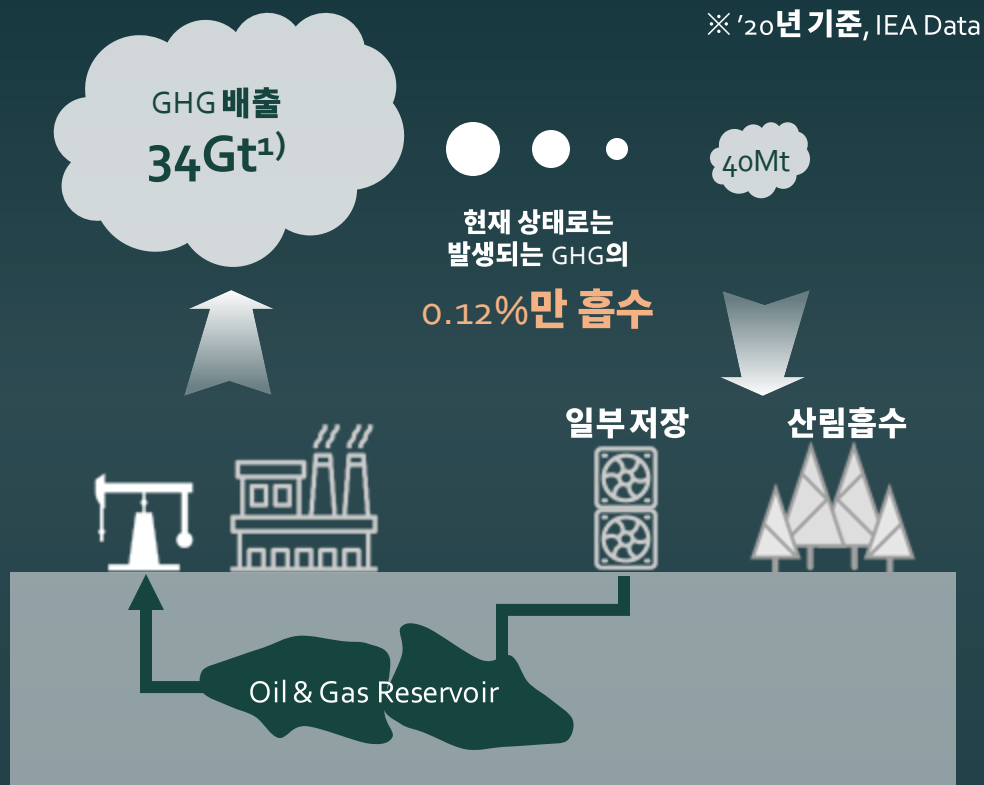 ※ ’20년 기준, IEA Data
GHG 배출
34Gt¹⁾
40Mt
현재 상태로는
발생되는 GHG의
0.12%만 흡수
일부 저장
산림흡수
Oil & Gas Reservoir